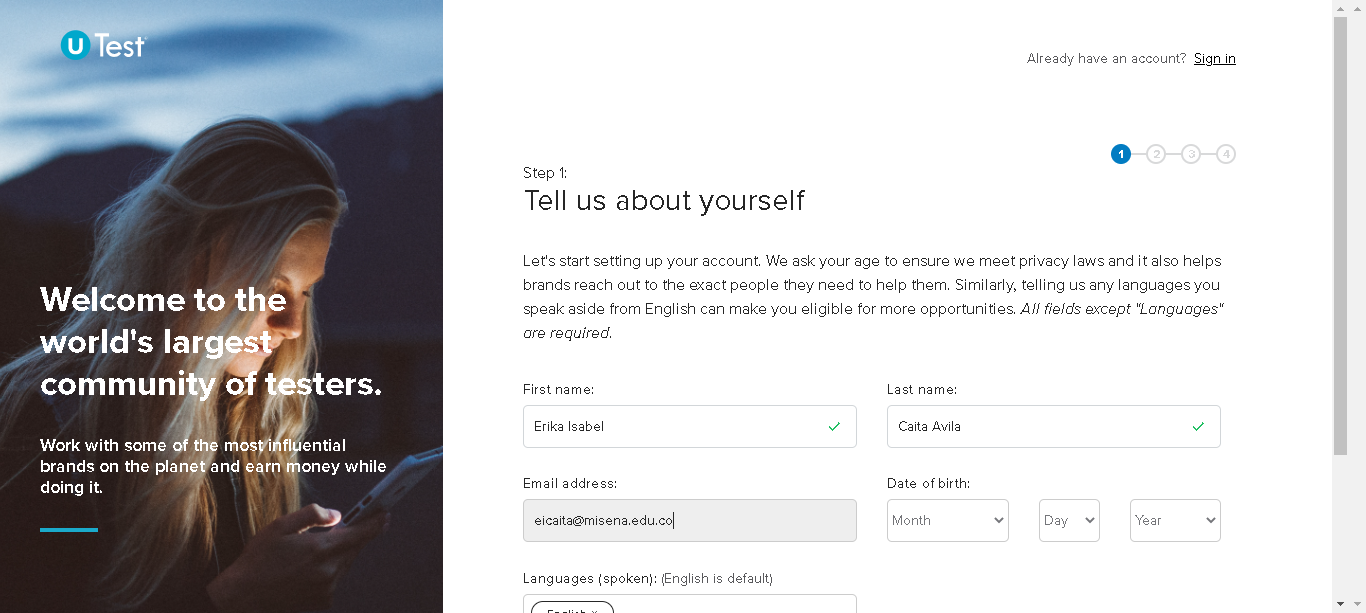 U Test
Already have an account? Sign in
1 2 3 4
Step 1:
Tell us about yourself
Let's start setting up your account. We ask your age to ensure we meet privacy laws and it also helps
brands reach out to the exact people they need to help them. Similarly, telling us any languages you
speak aside from English can make you eligible for more opportunities. All fields except "Languages"
are required.
Welcome to the
world's largest
community of testers.
Work with some of the most influential
brands on the planet and earn money while
doing it.
First name: Last name:
Erika Isabel Caita Avila
Email address: Date of birth:
eicaita@misena.edu.co Month Day Year
Languages (spoken): (English is default)
English ×